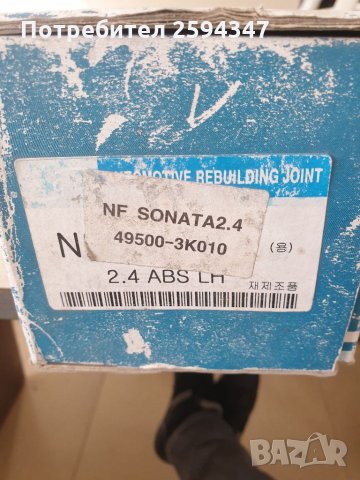 Потребител 2594347
AUTOMOTIVE REBUILDING JOINT
NF SONATA2.4
49500-3K010
N
(용)
2.4 ABS LH
재제조품
BAZAR
bg